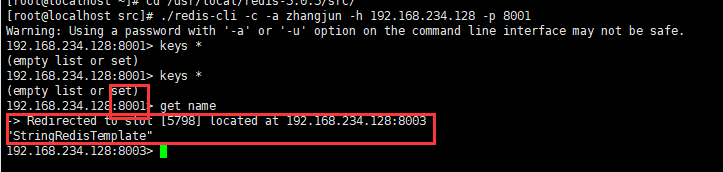 [root@localhost ~]# cd /usr/local/redis-5.0.5/src/
[root@localhost src]# ./redis-cli -c -a zhangjun -h 192.168.234.128 -p 8001
Warning: Using a password with '-a' or '-u' option on the command line interface may not be safe.
192.168.234.128:8001> keys *
(empty list or set)
192.168.234.128:8001> keys *
(empty list or set)
192.168.234.128:8001> get name
-> Redirected to slot [5798] located at 192.168.234.128:8003
"StringRedisTemplate"
192.168.234.128:8003>